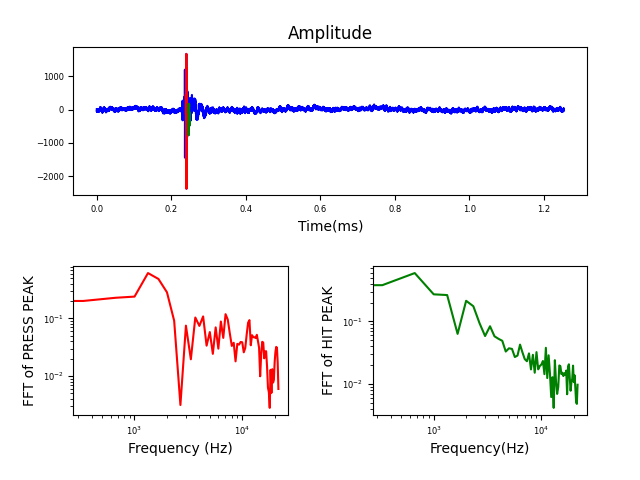 Amplitude
1000
0
−1000
−2000
0.0 0.2 0.4 0.6 0.8 1.0 1.2
Time(ms)
FFT of PRESS PEAK
10⁻¹
10⁻²
10³ 10⁴
Frequency (Hz)
FFT of HIT PEAK
10⁻¹
10⁻²
10³ 10⁴
Frequency(Hz)